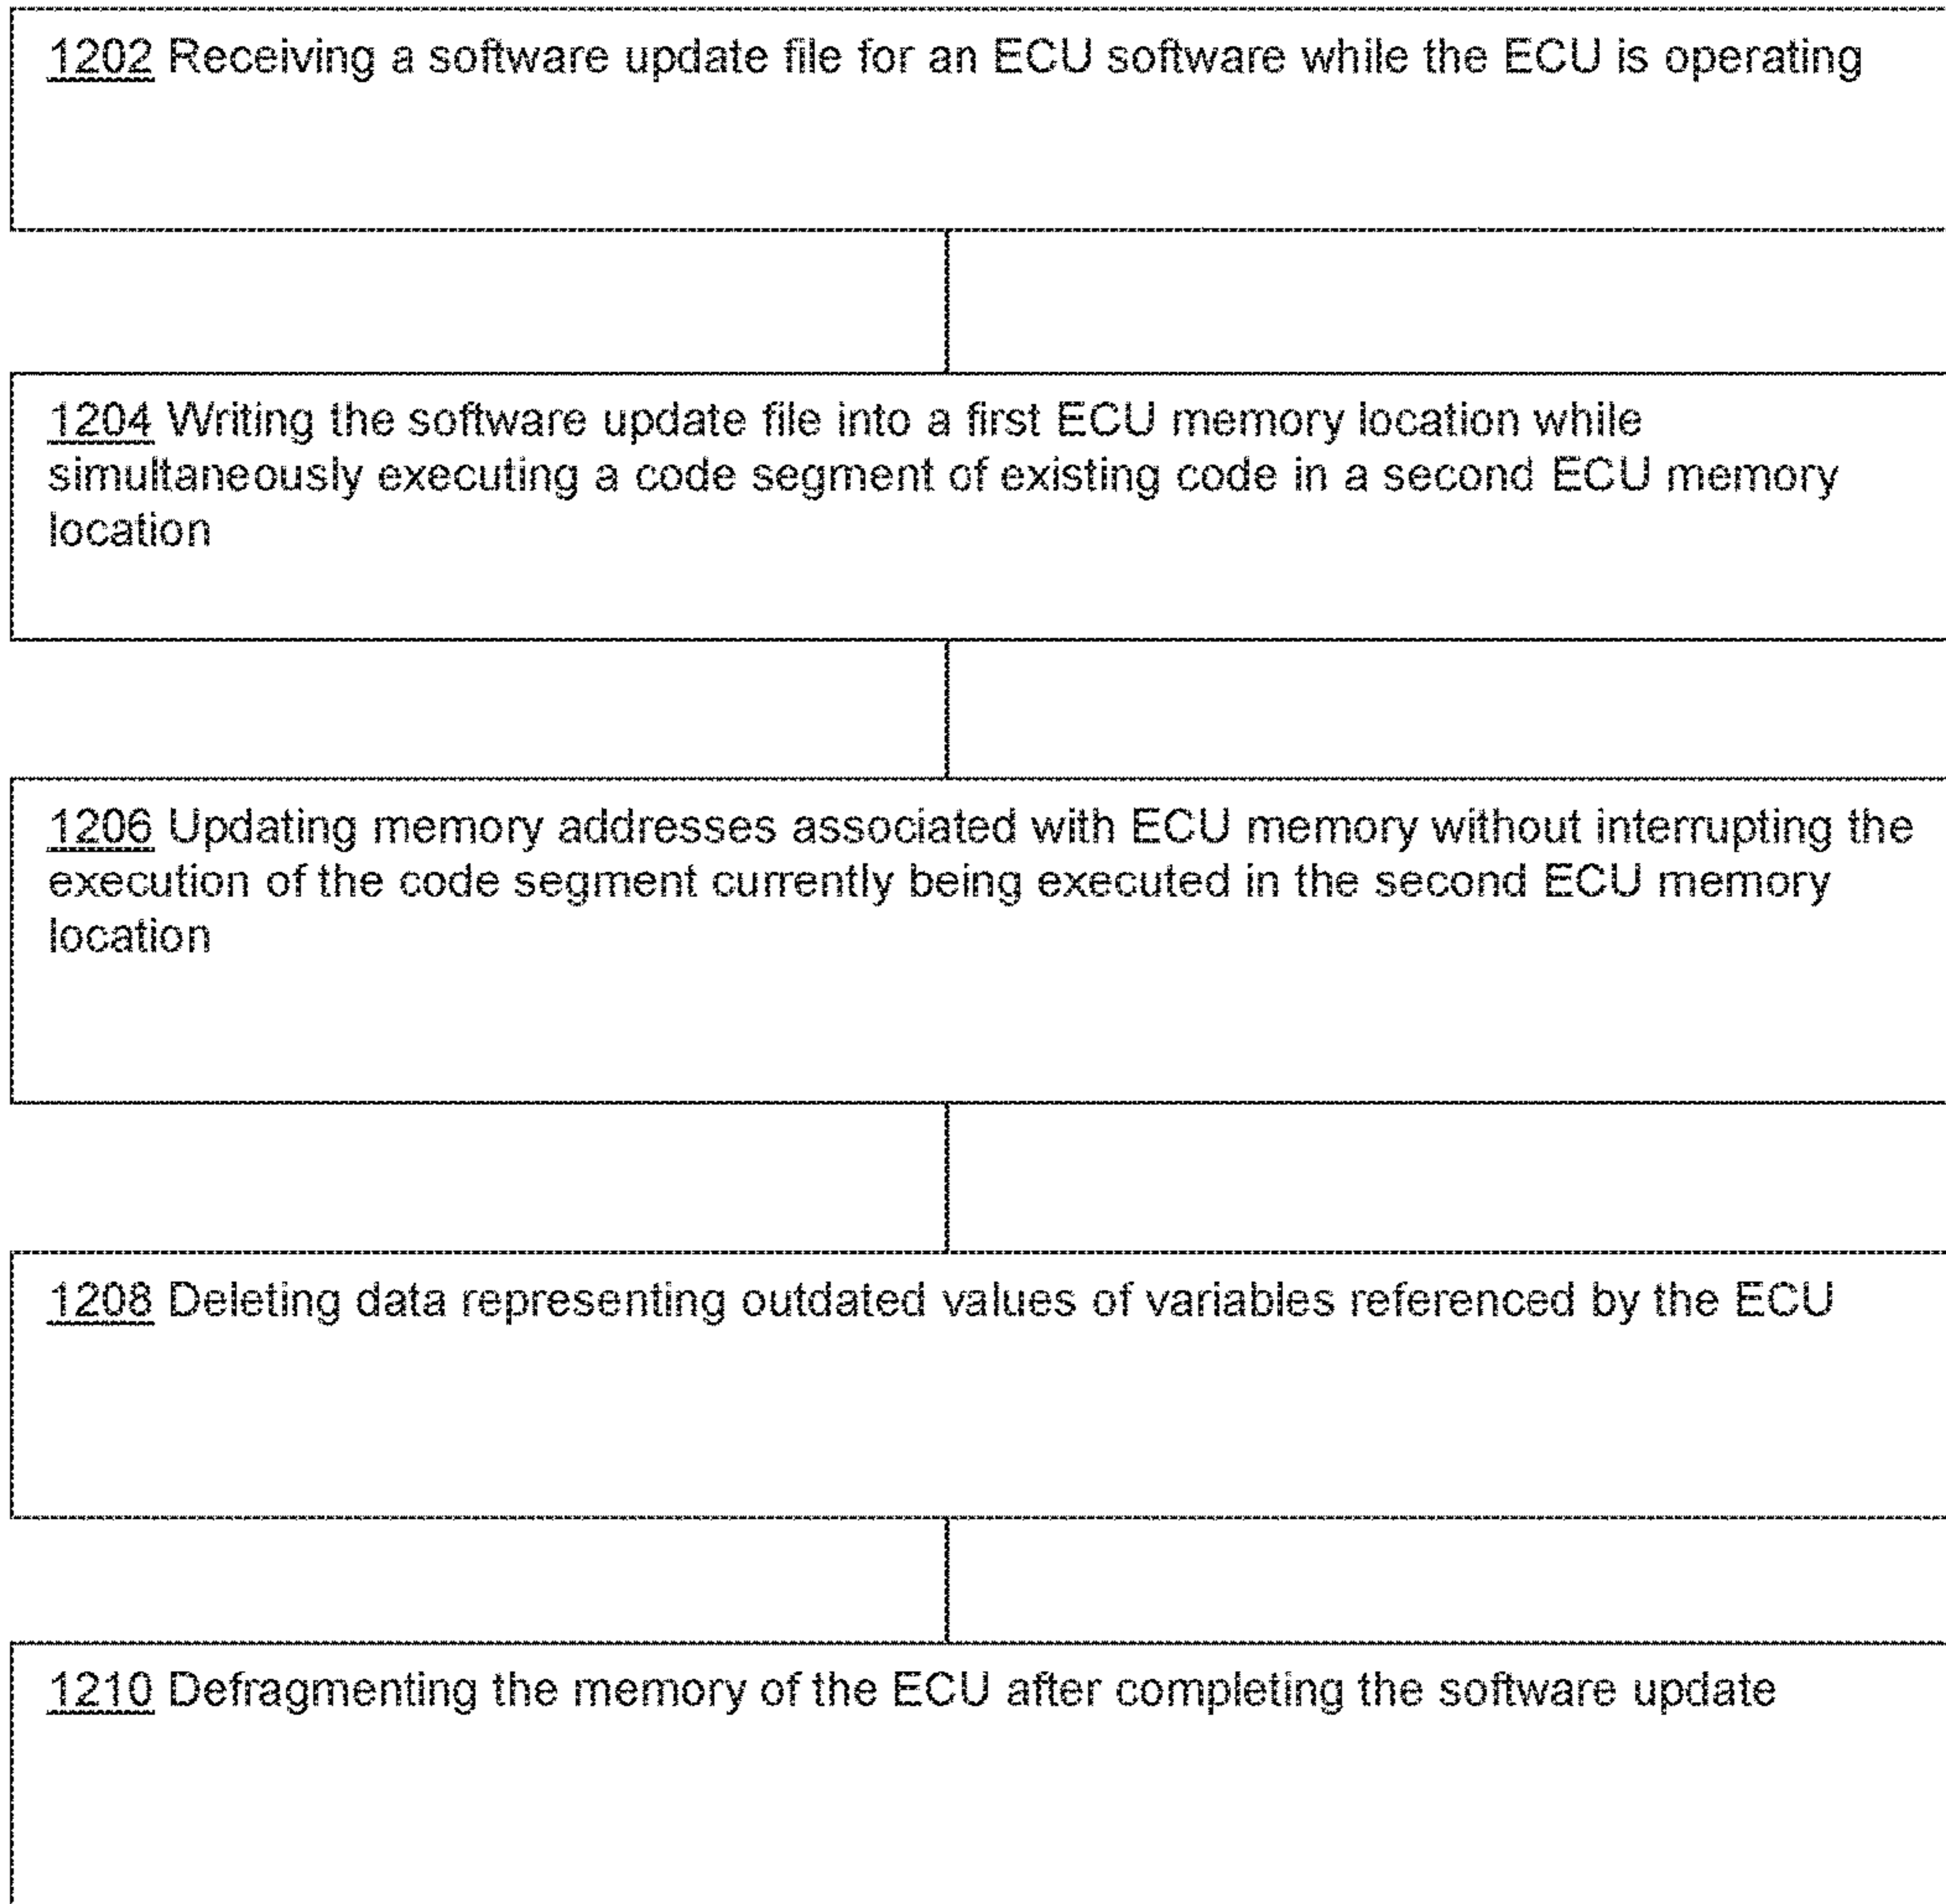 1202 Receiving a software update file for an ECU software while the ECU is operating
1204 Writing the software update file into a first ECU memory location while
simultaneously executing a code segment of existing code in a second ECU memory
location
1206 Updating memory addresses associated with ECU memory without interrupting the
execution of the code segment currently being executed in the second ECU memory
location
1208 Deleting data representing outdated values of variables referenced by the ECU
1210 Defragmenting the memory of the ECU after completing the software update